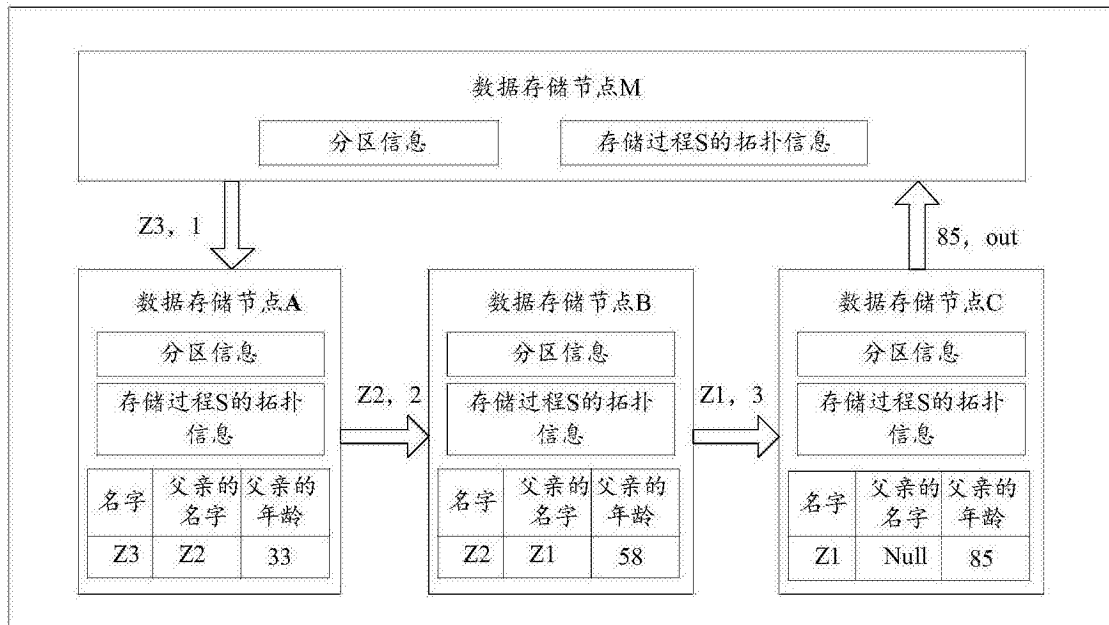 数据存储节点M
分区信息
存储过程S的拓扑信息
Z3，1
85，out
数据存储节点A
分区信息
存储过程S的拓扑
信息
名字 父亲的名字 父亲的年龄
Z3 Z2 33
Z2，2
数据存储节点B
分区信息
存储过程S的拓扑
信息
名字 父亲的名字 父亲的年龄
Z2 Z1 58
Z1，3
数据存储节点C
分区信息
存储过程S的拓扑
信息
名字 父亲的名字 父亲的年龄
Z1 Null 85